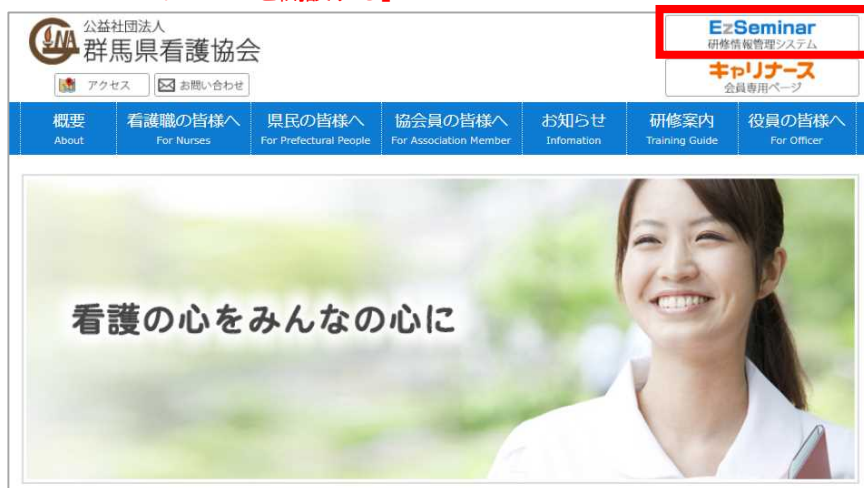 公益社団法人
群馬県看護協会
アクセス
お問い合わせ
EzSeminar
研修情報管理システム
キャリナース
会員専用ページ
概要 看護職の皆様へ 県民の皆様へ 協会員の皆様へ お知らせ 研修案内 役員の皆様へ
About For Nurses For Prefectural People For Association Member Infomation Training Guide For Officer
看護の心をみんなの心に